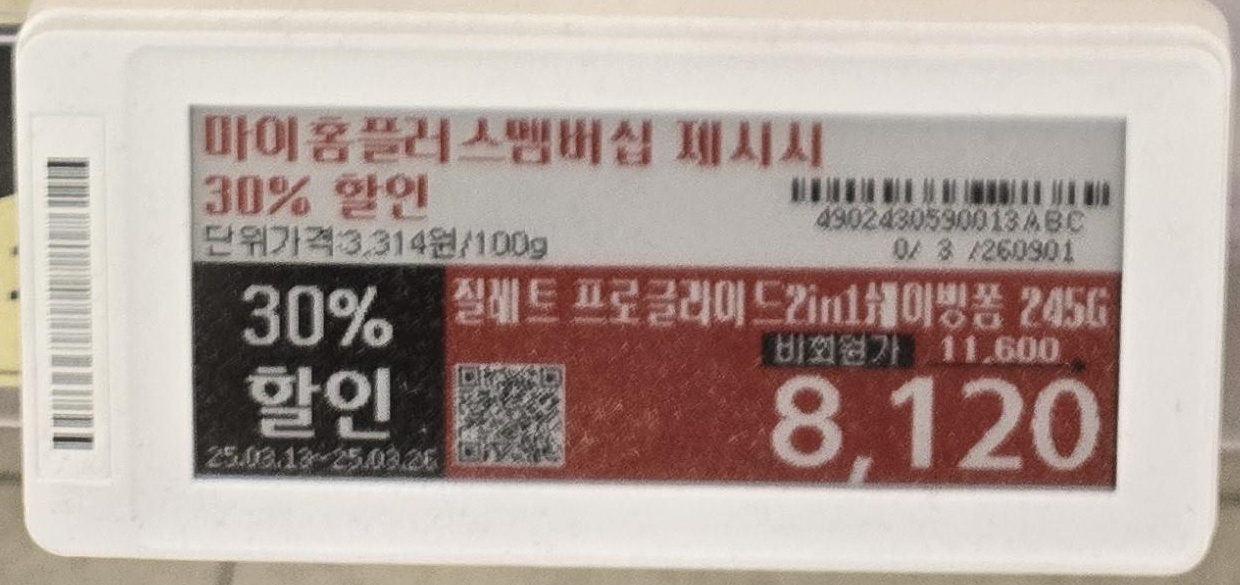 마이홈플러스멤버십 제시시
30% 할인
단위가격:3,314원/100g
4902430590013ABC
0/ 3 /260901
30%
할인
25.03.13~25.03.26
질레트 프로글라이드2in1쉐이빙폼 245G
비회원가 11,600
8,120